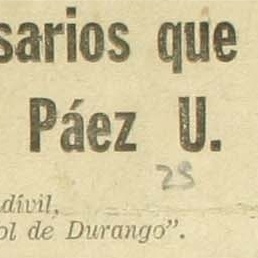 sarios que
Páez U.
25
dívil,
ol de Durango".